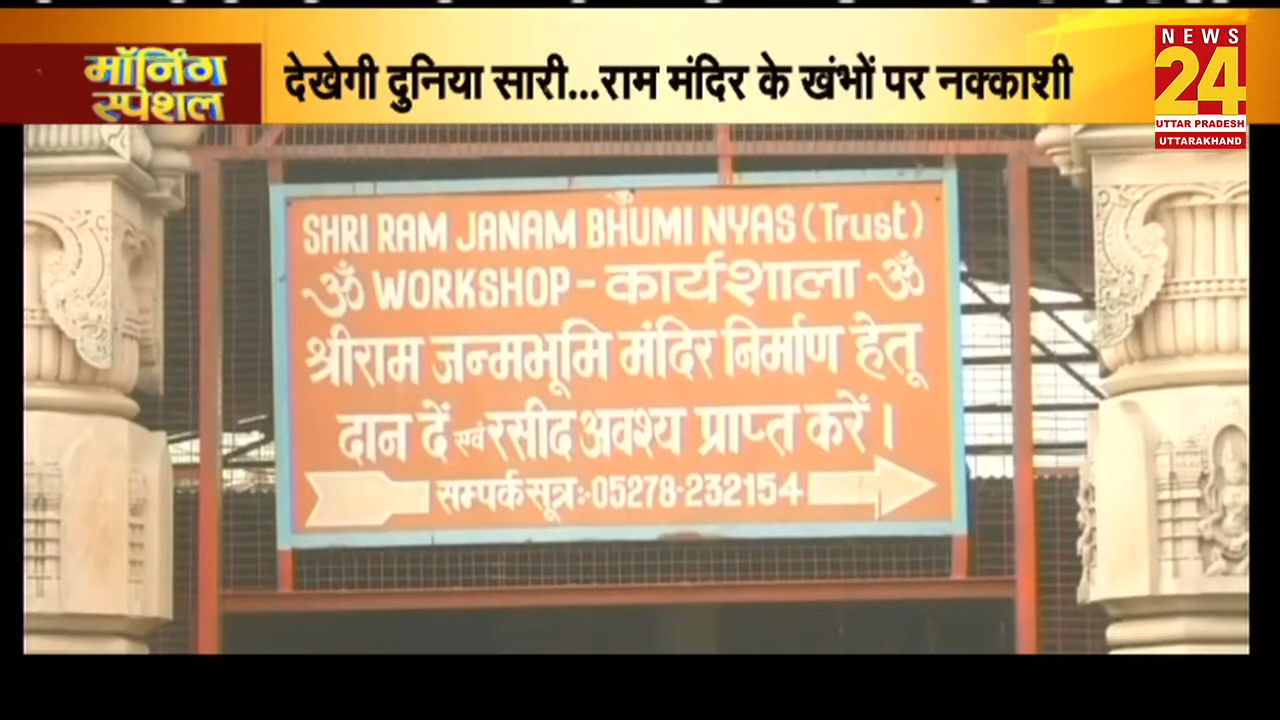 मॉर्निंग
स्पेशल
देखेगी दुनिया सारी...राम मंदिर के खंभों पर नक्काशी
NEWS
24
UTTAR PRADESH
UTTARAKHAND
ॐ
SHRI RAM JANAM BHUMI NYAS (Trust)
ॐ WORKSHOP - कार्यशाला ॐ
श्रीराम जन्मभूमि मंदिर निर्माण हेतू
दान दें एवं रसीद अवश्य प्राप्त करें।
सम्पर्क सूत्र:-05278-232154